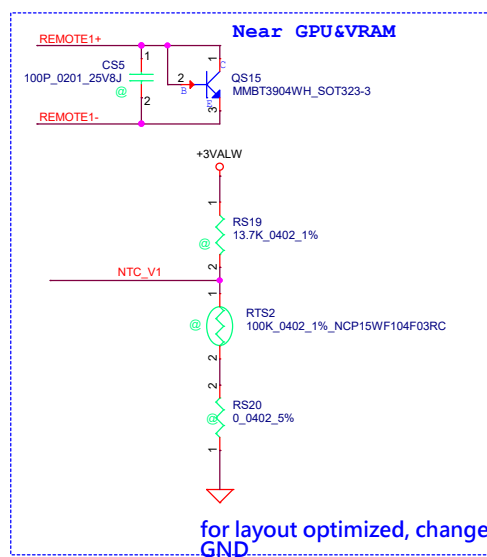 Near GPU&VRAM
REMOTE1+
1
1
C
CS5
100P_0201_25V8J
@
2
B
QS15
MMBT3904WH_SOT323-3
2
E
3
REMOTE1-
+3VALW
1
RS19
13.7K_0402_1%
@
2
NTC_V1
1
RTS2
@
100K_0402_1%_NCP15WF104F03RC
2
2
RS20
@
0_0402_5%
1
for layout optimized, change
GND